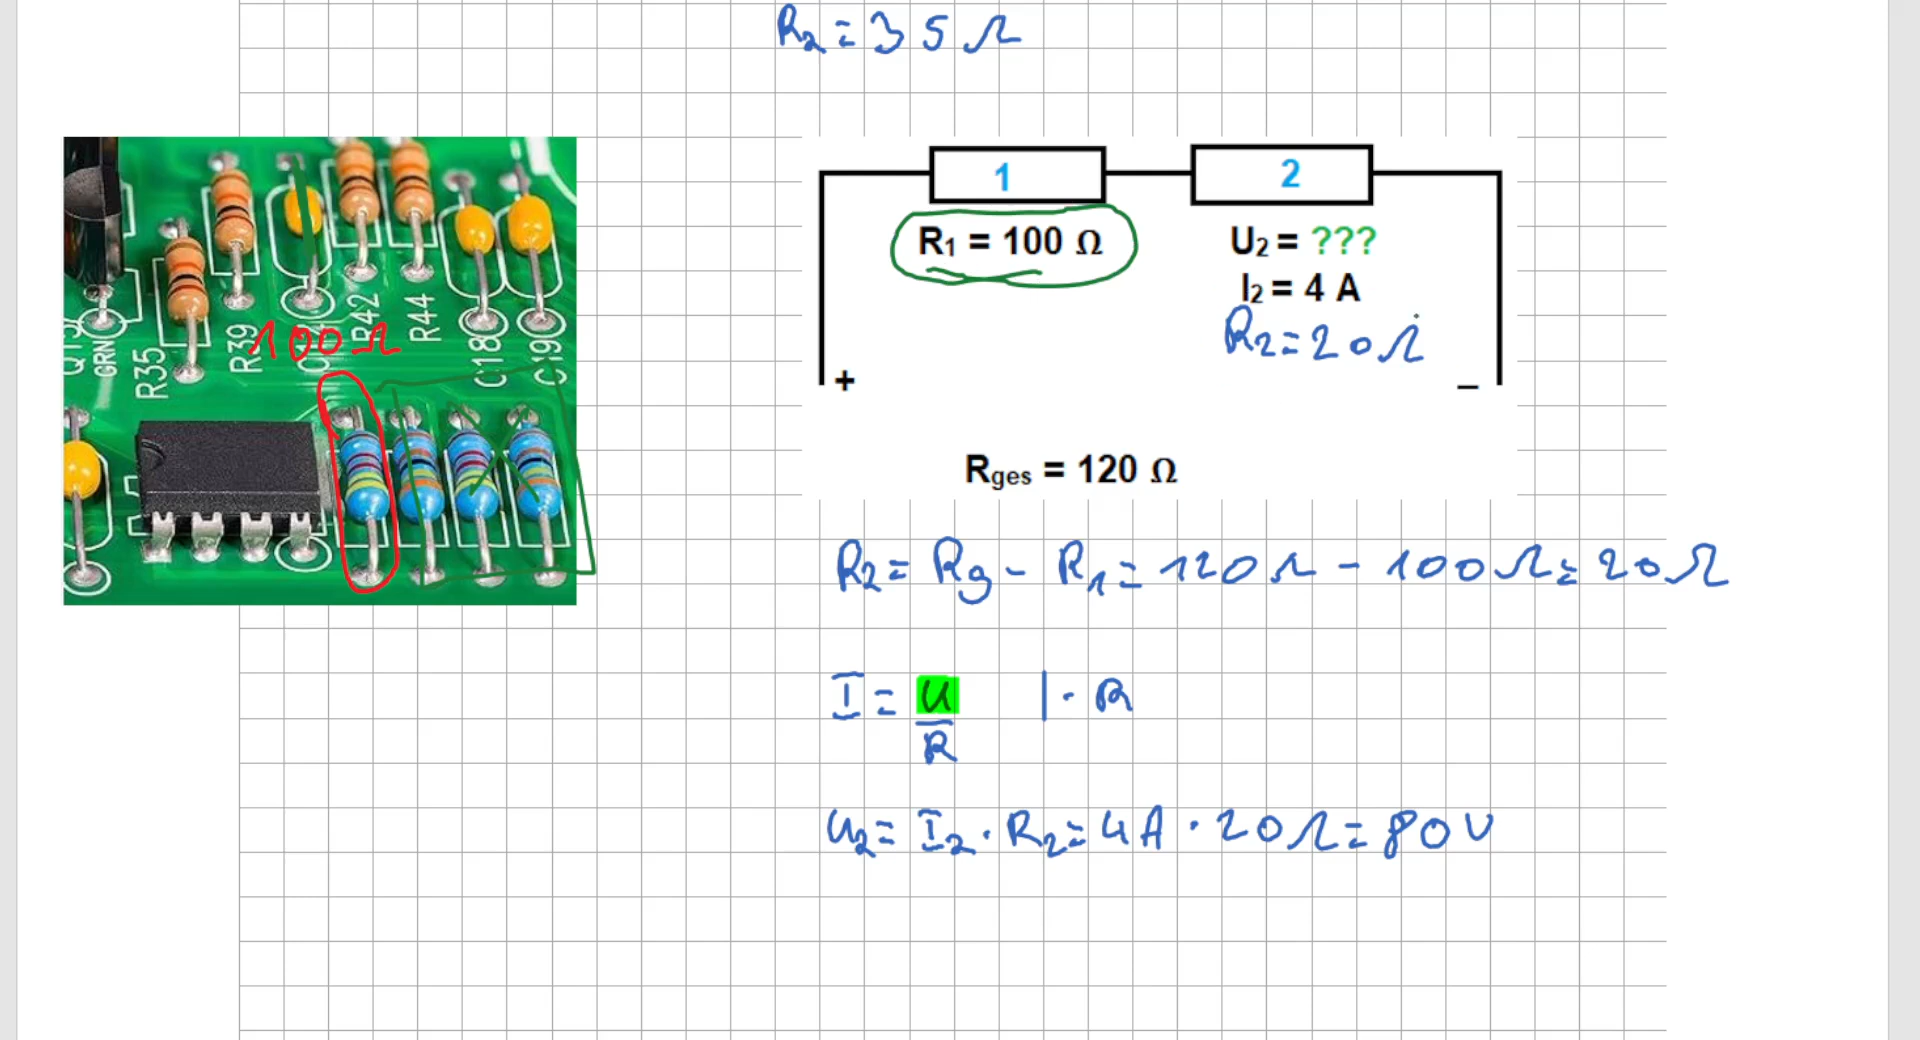 R₂ = 35 Ω
1
2
R₁ = 100 Ω
U₂ = ???
I₂ = 4 A
R₂ = 20 Ω
+
–
R_ges = 120 Ω
R35
R39
R42
R44
C18
C19
GRN
100 Ω
R₂ = Rg - R₁ = 120 Ω - 100 Ω = 20 Ω
I = U/R | · R
U₂ = I₂ · R₂ = 4 A · 20 Ω = 80 V